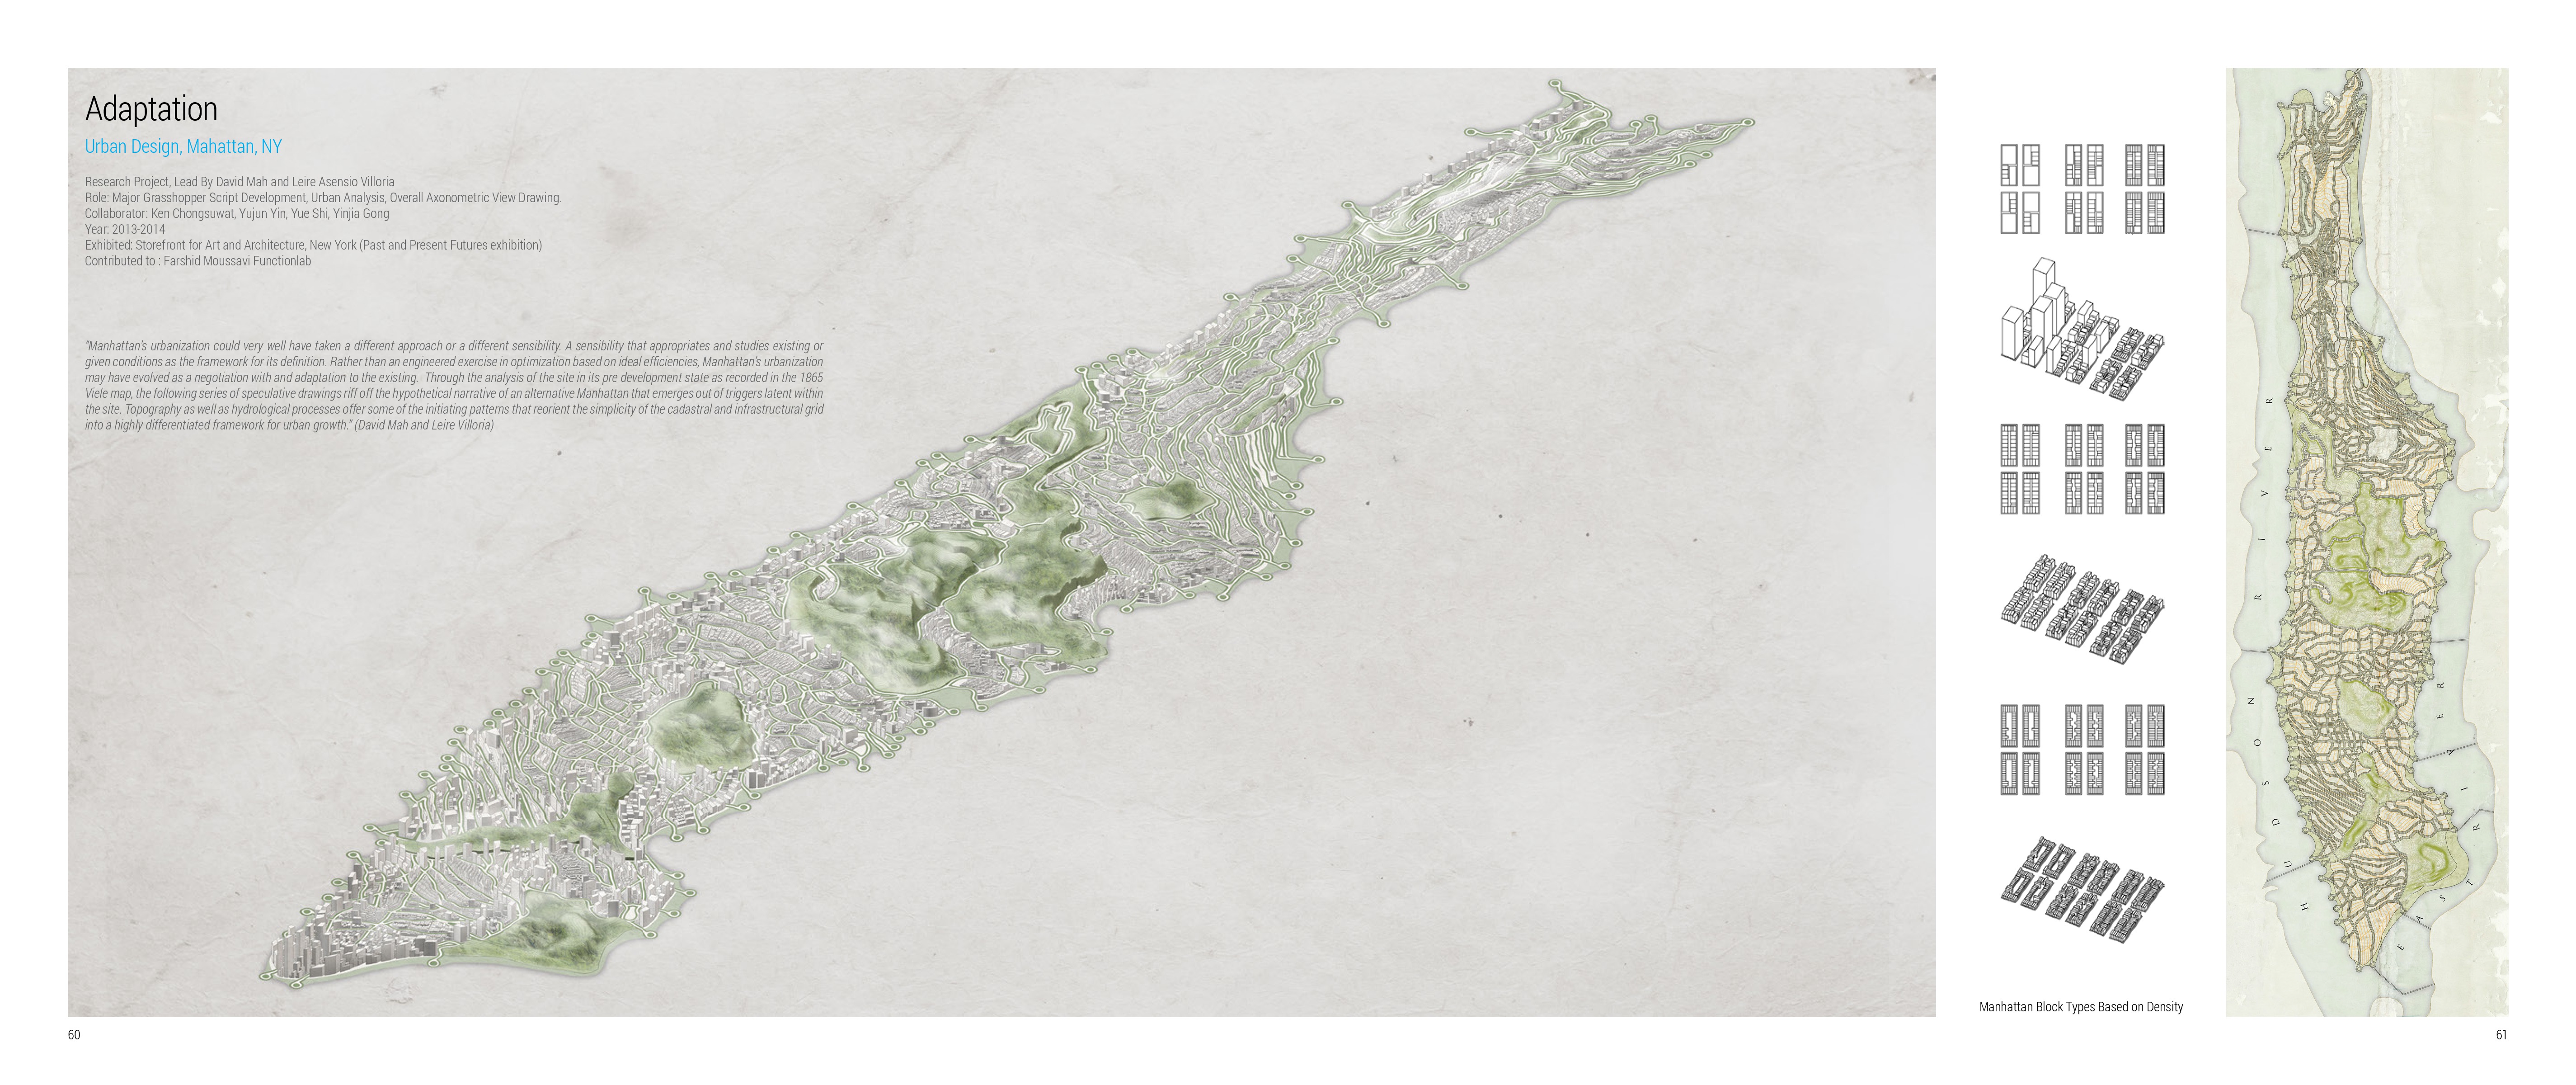 Adaptation
Urban Design, Mahattan, NY
Research Project, Lead By David Mah and Leire Asensio Villoria
Role: Major Grasshopper Script Development, Urban Analysis, Overall Axonometric View Drawing.
Collaborator: Ken Chongsuwat, Yujun Yin, Yue Shi, Yinjia Gong
Year: 2013-2014
Exhibited: Storefront for Art and Architecture, New York (Past and Present Futures exhibition)
Contributed to : Farshid Moussavi Functionlab
“Manhattan’s urbanization could very well have taken a different approach or a different sensibility. A sensibility that appropriates and studies existing or
given conditions as the framework for its definition. Rather than an engineered exercise in optimization based on ideal efficiencies, Manhattan’s urbanization
may have evolved as a negotiation with and adaptation to the existing. Through the analysis of the site in its pre development state as recorded in the 1865
Viele map, the following series of speculative drawings riff off the hypothetical narrative of an alternative Manhattan that emerges out of triggers latent within
the site. Topography as well as hydrological processes offer some of the initiating patterns that reorient the simplicity of the cadastral and infrastructural grid
into a highly differentiated framework for urban growth.” (David Mah and Leire Villoria)
Manhattan Block Types Based on Density
HUDSON RIVER
EAST RIVER
60
61